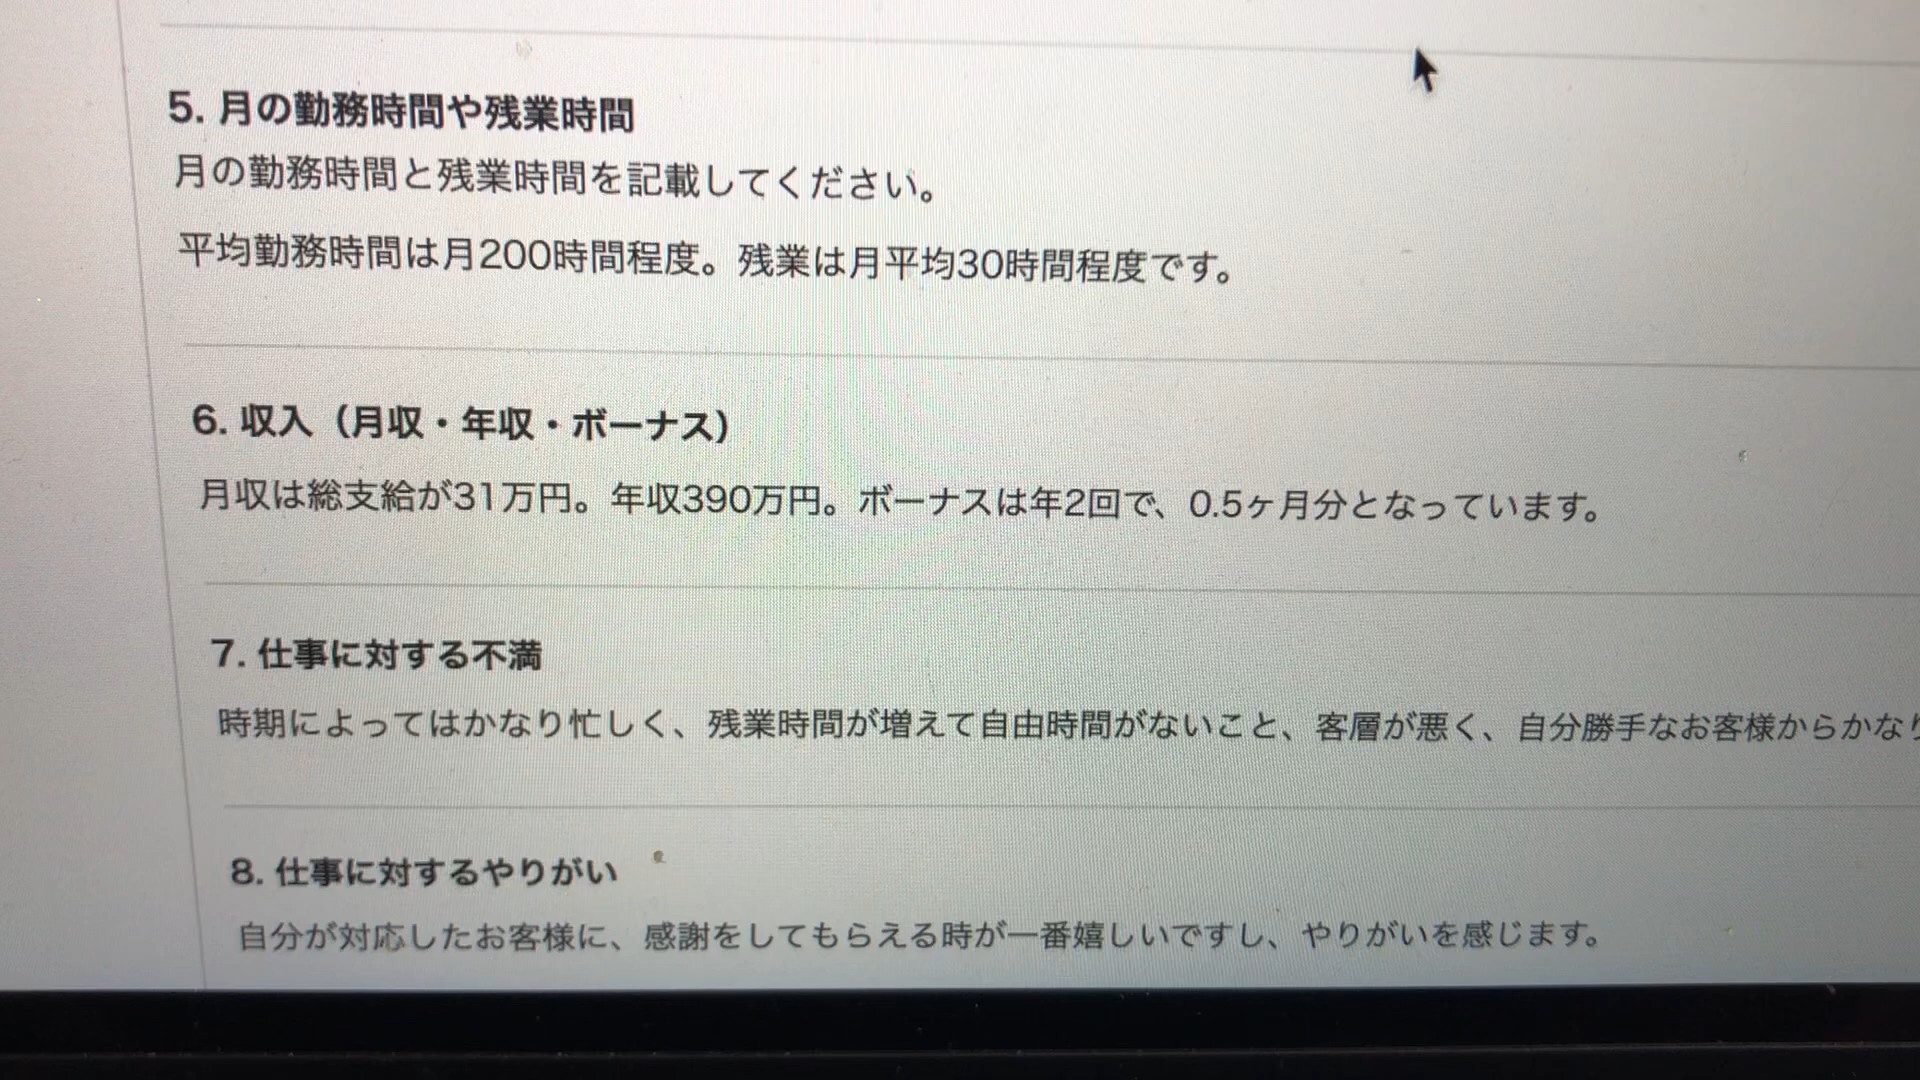 5. 月の勤務時間や残業時間
月の勤務時間と残業時間を記載してください。
平均勤務時間は月200時間程度。残業は月平均30時間程度です。
6. 収入（月収・年収・ボーナス）
月収は総支給が31万円。年収390万円。ボーナスは年2回で、0.5ヶ月分となっています。
7. 仕事に対する不満
時期によってはかなり忙しく、残業時間が増えて自由時間がないこと、客層が悪く、自分勝手なお客様からかなり
8. 仕事に対するやりがい
自分が対応したお客様に、感謝をしてもらえる時が一番嬉しいですし、やりがいを感じます。